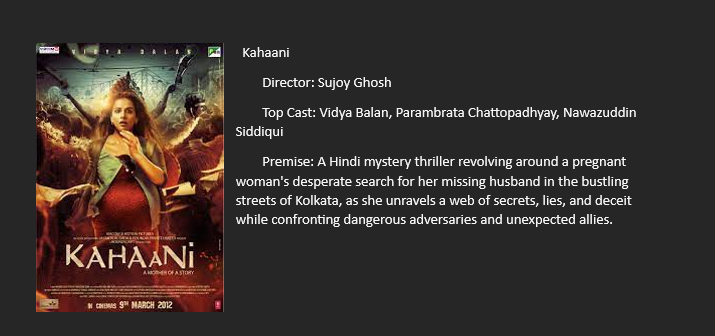 VIDYA BALAN
KAHAANI
A MOTHER OF A STORY
IN CINEMAS 9TH MARCH 2012
Kahaani
Director: Sujoy Ghosh
Top Cast: Vidya Balan, Parambrata Chattopadhyay, Nawazuddin
Siddiqui
Premise: A Hindi mystery thriller revolving around a pregnant
woman's desperate search for her missing husband in the bustling
streets of Kolkata, as she unravels a web of secrets, lies, and deceit
while confronting dangerous adversaries and unexpected allies.